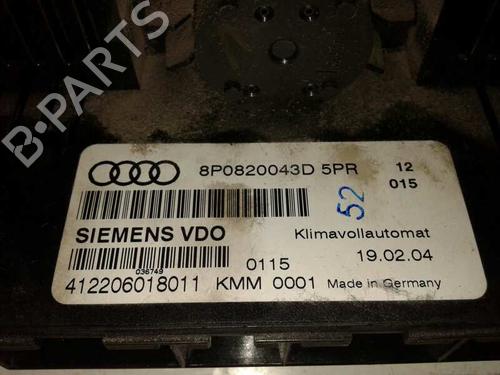 B-PARTS
8P0820043D 5PR 12
015
52
SIEMENS VDO Klimavollautomat
036749 0115 19.02.04
412206018011 KMM 0001 Made in Germany